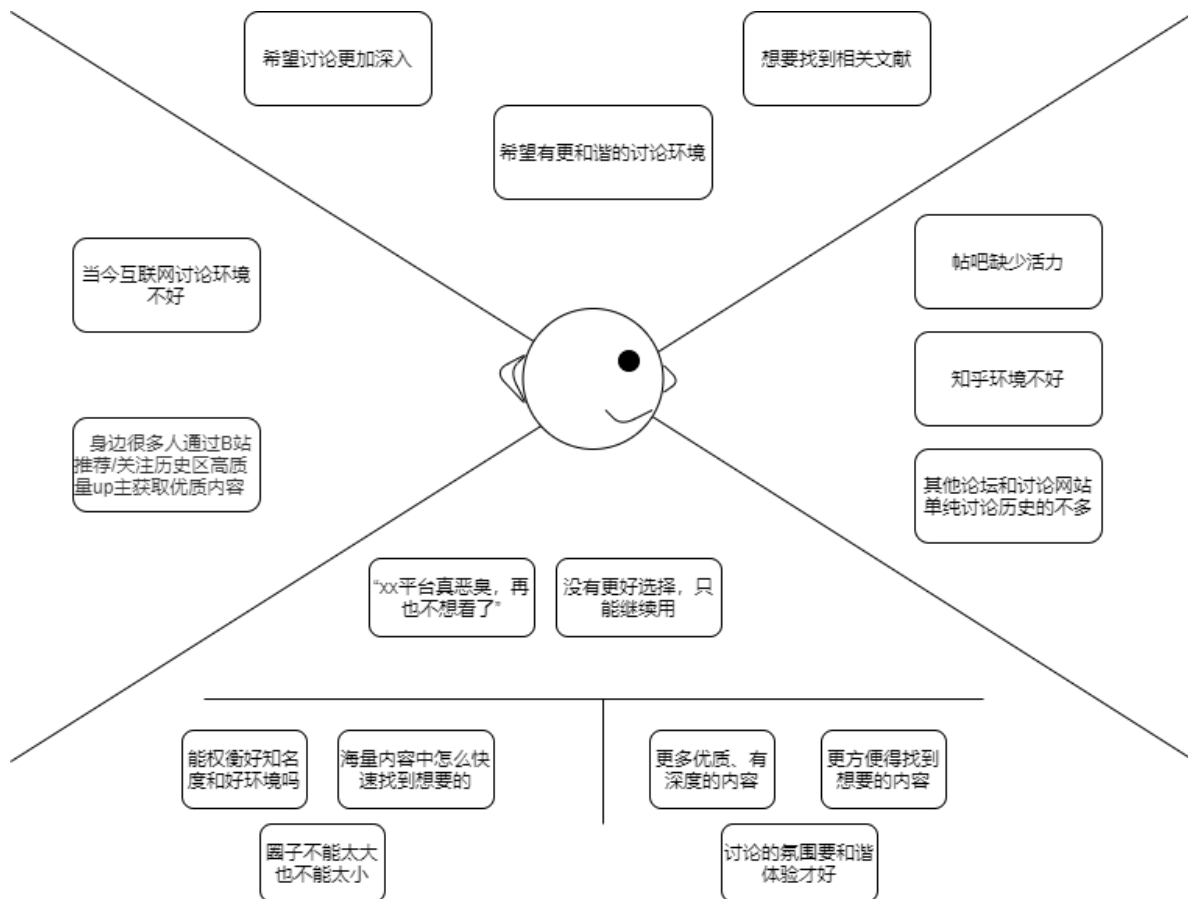 希望讨论更加深入
想要找到相关文献
希望有更和谐的讨论环境
当今互联网讨论环境
不好
身边很多人通过B站
推荐/关注历史区高质
量up主获取优质内容
帖吧缺少活力
知乎环境不好
其他论坛和讨论网站
单纯讨论历史的不多
“xx平台真恶臭，再
也不想看了”
没有更好选择，只
能继续用
能权衡好知名
度和好环境吗
海量内容中怎么快
速找到想要的
圈子不能太大
也不能太小
更多优质、有
深度的内容
更方便得找到
想要的内容
讨论的氛围要和谐
体验才好